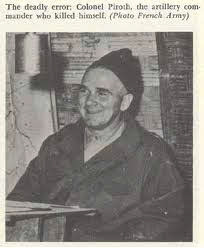 The deadly error: Colonel Piroth, the artillery com-
mander who killed himself. (Photo French Army)